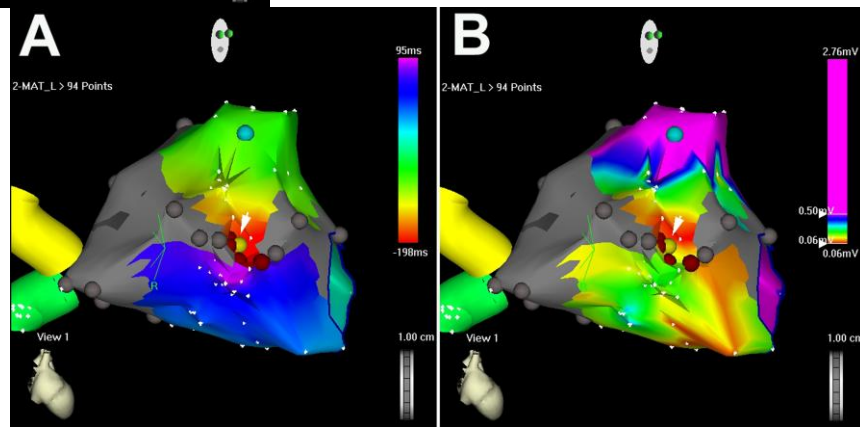 A
95ms
2-MAT_L > 94 Points
-198ms
R
View 1
1.00 cm
B
2.76mV
2-MAT_L > 94 Points
0.50mV
0.06mV
0.06mV
View 1
1.00 cm